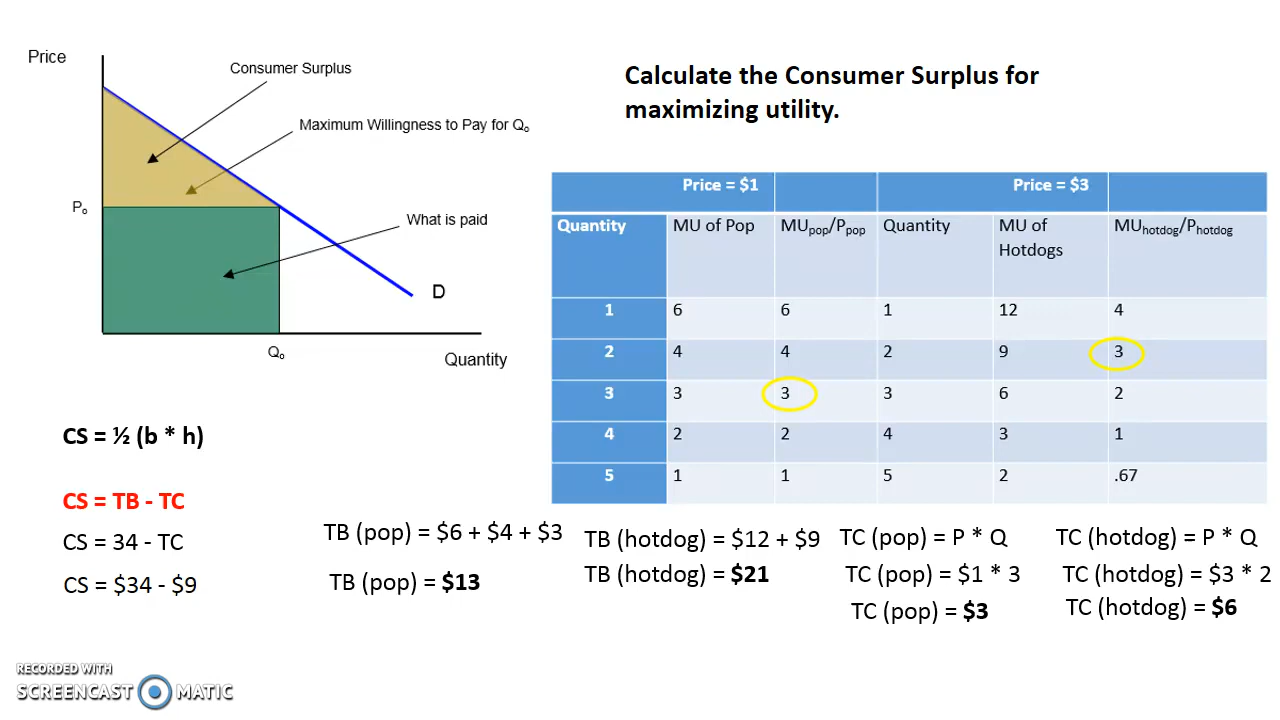 Price
Consumer Surplus
Maximum Willingness to Pay for Q₀
P₀
What is paid
D
Q₀
Quantity
Calculate the Consumer Surplus for
maximizing utility.
Price = $1 Price = $3
Quantity MU of Pop MUpop/Ppop Quantity MU of MUhotdog/Photdog
Hotdogs
1 6 6 1 12 4
2 4 4 2 9 3
3 3 3 3 6 2
4 2 2 4 3 1
5 1 1 5 2 .67
CS = ½ (b * h)
CS = TB - TC
CS = 34 - TC
CS = $34 - $9
TB (pop) = $6 + $4 + $3
TB (pop) = $13
TB (hotdog) = $12 + $9
TB (hotdog) = $21
TC (pop) = P * Q
TC (pop) = $1 * 3
TC (pop) = $3
TC (hotdog) = P * Q
TC (hotdog) = $3 * 2
TC (hotdog) = $6
RECORDED WITH
SCREENCAST MATIC